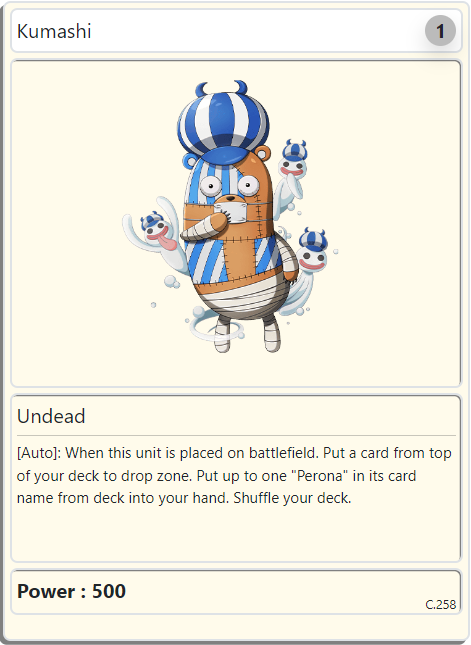 Kumashi
1
Undead
[Auto]: When this unit is placed on battlefield. Put a card from top
of your deck to drop zone. Put up to one "Perona" in its card
name from deck into your hand. Shuffle your deck.
Power : 500
C.258